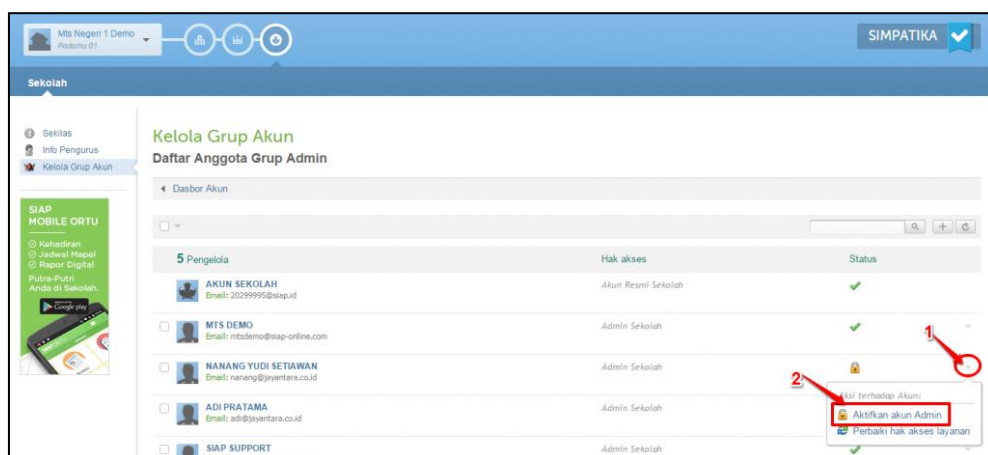 Mts Negeri 1 Demo
Padamu 01
SIMPATIKA
Sekolah
Sekilas
Info Pengurus
Kelola Grup Akun
SIAP
MOBILE ORTU
Kehadiran
Jadwal Mapel
Rapor Digital
Putra-Putri
Anda di Sekolah.
Google play
Kelola Grup Akun
Daftar Anggota Grup Admin
Dasbor Akun
5 Pengelola Hak akses Status
AKUN SEKOLAH Akun Resmi Sekolah
Email: 20299995@siap.id
MTS DEMO Admin Sekolah
Email: mtsdemo@siap-online.com
1
NANANG YUDI SETIAWAN Admin Sekolah
Email: nanang@jayantara.co.id
2
Aksi terhadap Akun:
Aktifkan akun Admin
Perbaiki hak akses layanan
ADI PRATAMA Admin Sekolah
Email: adi@jayantara.co.id
SIAP SUPPORT Admin Sekolah